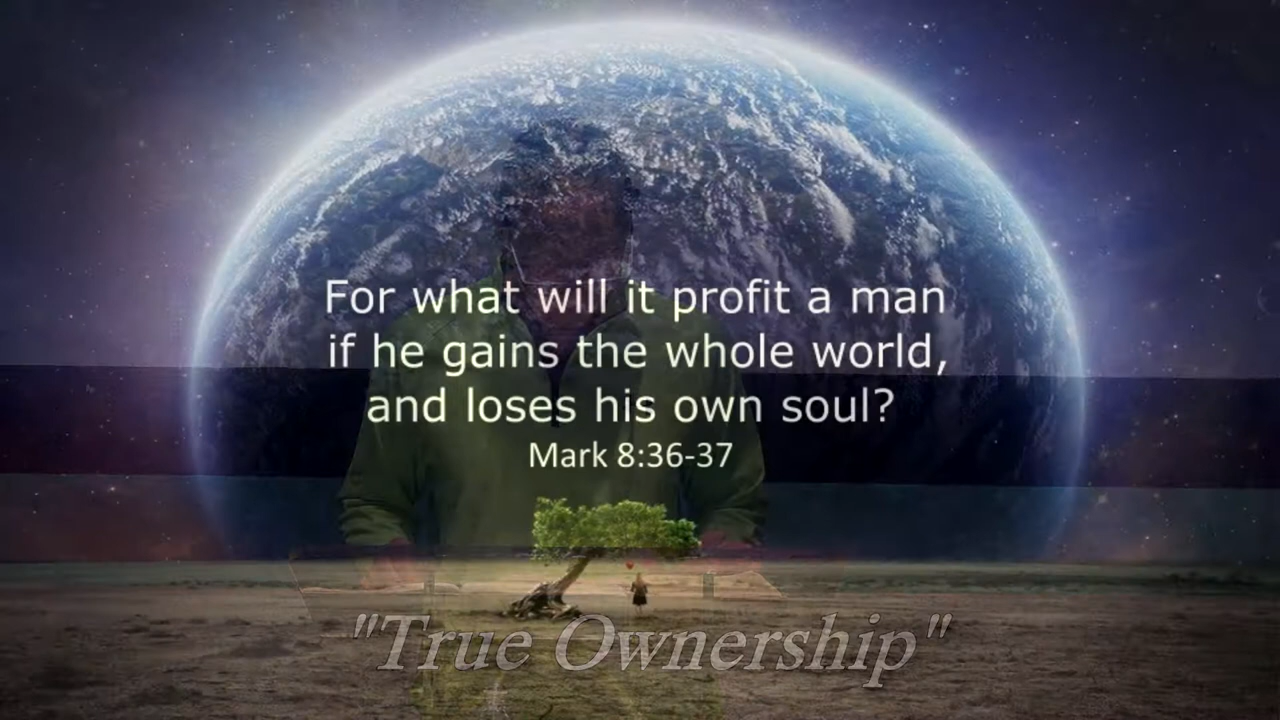 For what will it profit a man
if he gains the whole world,
and loses his own soul?
Mark 8:36-37
"True Ownership"